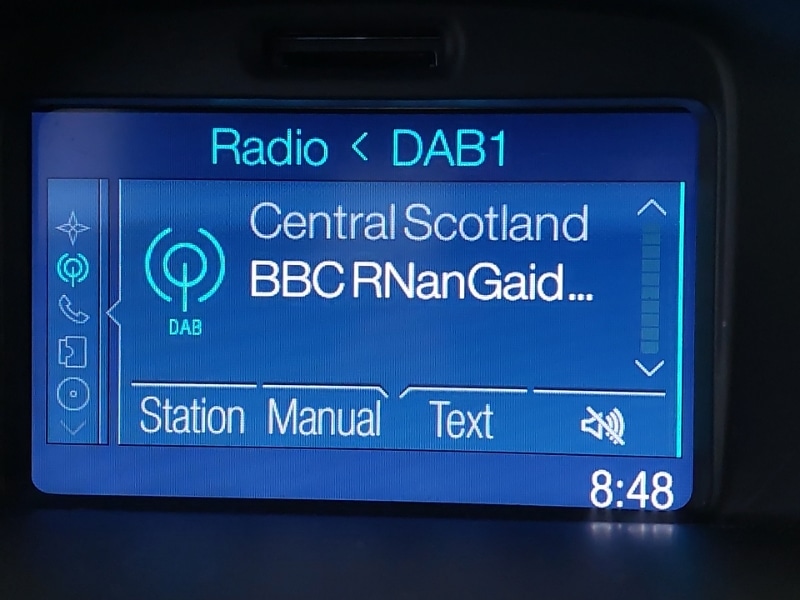 Radio < DAB1
Central Scotland
BBC RNanGaid...
DAB
Station Manual Text
8:48